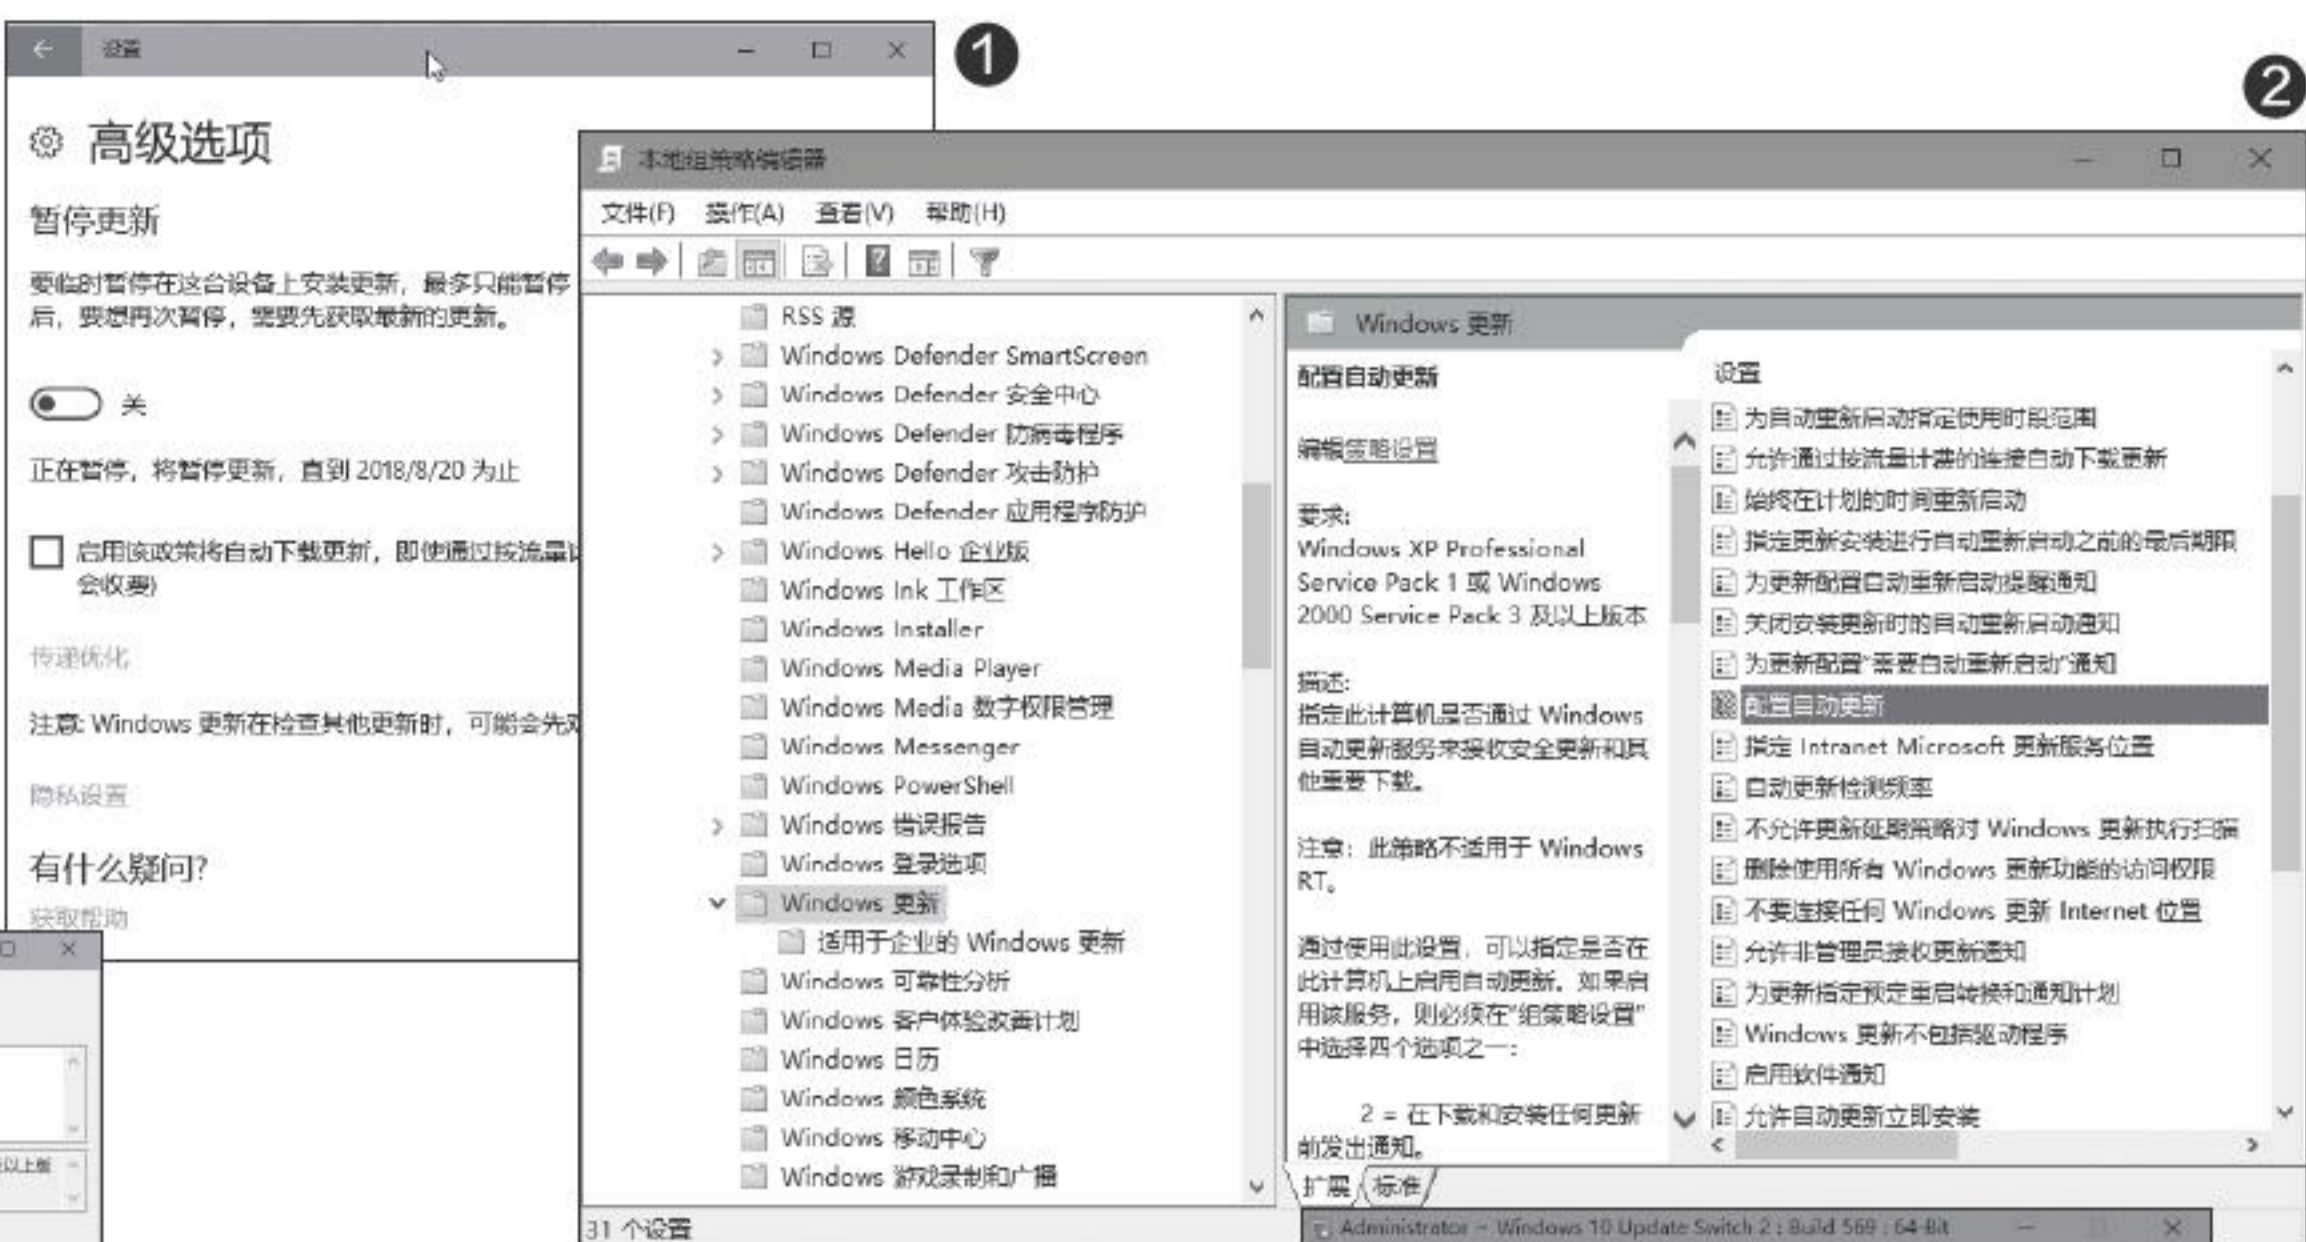 设置
1
高级选项
暂停更新
要临时暂停在这台设备上安装更新，最多只能暂停
后，要想再次暂停，需要先获取最新的更新。
关
正在暂停，将暂停更新，直到 2018/8/20 为止
启用该政策将自动下载更新，即使通过按流量
会收费)
传递优化
注意: Windows 更新在检查其他更新时，可能会先
隐私设置
有什么疑问?
获取帮助
以上版
2
本地组策略编辑器
文件(F) 操作(A) 查看(V) 帮助(H)
RSS 源
Windows Defender SmartScreen
Windows Defender 安全中心
Windows Defender 防病毒程序
Windows Defender 攻击防护
Windows Defender 应用程序防护
Windows Hello 企业版
Windows Ink 工作区
Windows Installer
Windows Media Player
Windows Media 数字权限管理
Windows Messenger
Windows PowerShell
Windows 错误报告
Windows 登录选项
Windows 更新
适用于企业的 Windows 更新
Windows 可靠性分析
Windows 客户体验改善计划
Windows 日历
Windows 颜色系统
Windows 移动中心
Windows 游戏录制和广播
31 个设置
Windows 更新
配置自动更新
编辑策略设置
要求:
Windows XP Professional
Service Pack 1 或 Windows
2000 Service Pack 3 及以上版本
描述:
指定此计算机是否通过 Windows
自动更新服务来接收安全更新和其
他重要下载。
注意：此策略不适用于 Windows
RT。
通过使用此设置，可以指定是否在
此计算机上启用自动更新。如果启
用该服务，则必须在“组策略设置”
中选择四个选项之一：
2 = 在下载和安装任何更新
前发出通知。
设置
为自动重新启动指定使用时段范围
允许通过按流量计费的连接自动下载更新
始终在计划的时间重新启动
指定更新安装进行自动重新启动之前的最后期限
为更新配置自动重新启动提醒通知
关闭安装更新时的自动重新启动通知
为更新配置“需要自动重新启动”通知
配置自动更新
指定 Intranet Microsoft 更新服务位置
自动更新检测频率
不允许更新延期策略对 Windows 更新执行扫描
删除使用所有 Windows 更新功能的访问权限
不要连接任何 Windows 更新 Internet 位置
允许非管理员接收更新通知
为更新指定预定重启转换和通知计划
Windows 更新不包括驱动程序
启用软件通知
允许自动更新立即安装
扩展 标准
Administrator - Windows 10 Update Switch 2 : Build 569 : 64-Bit